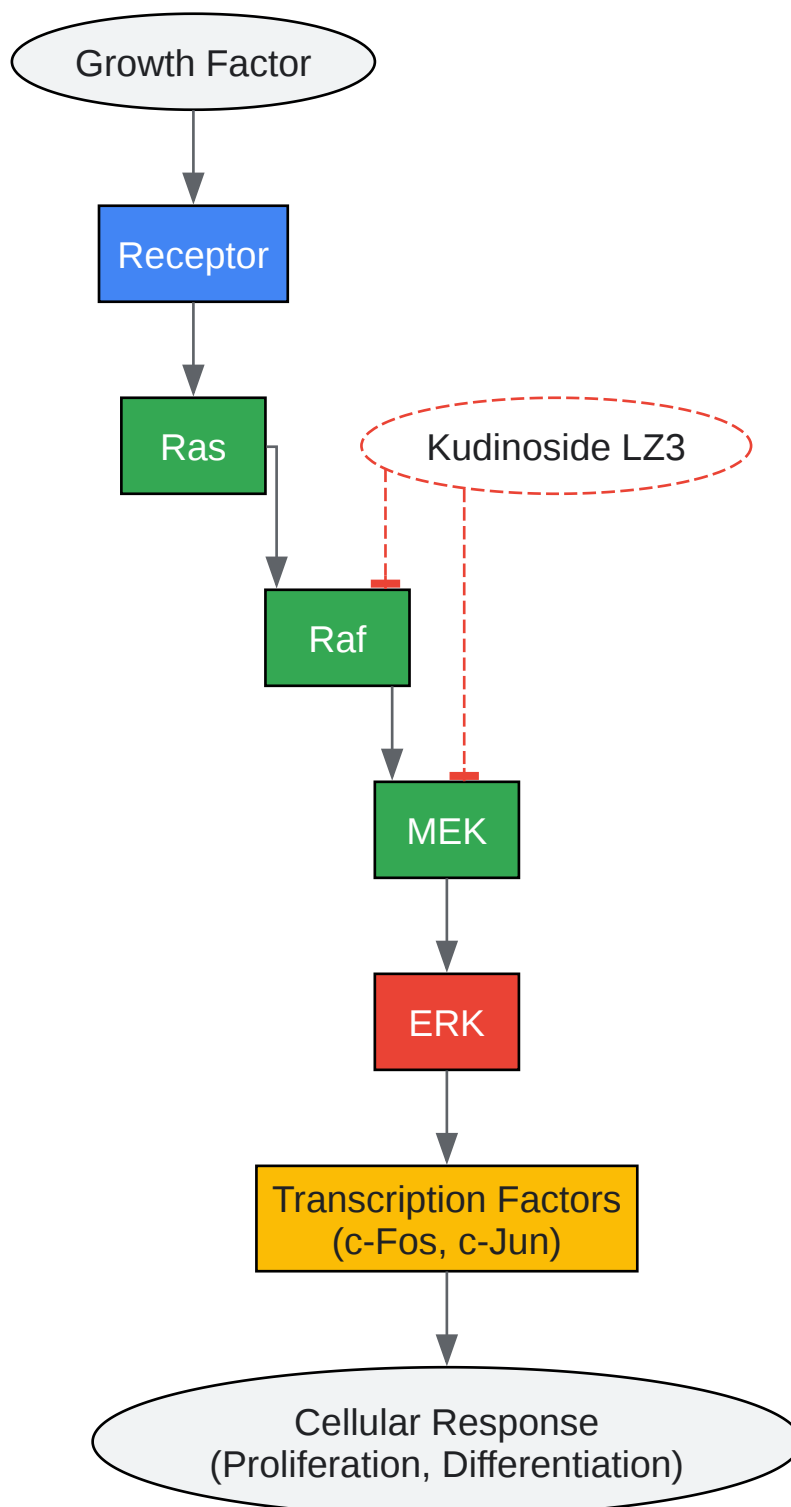 Growth Factor
Receptor
Ras
Kudinoside LZ3
Raf
MEK
ERK
Transcription Factors
(c-Fos, c-Jun)
Cellular Response
(Proliferation, Differentiation)